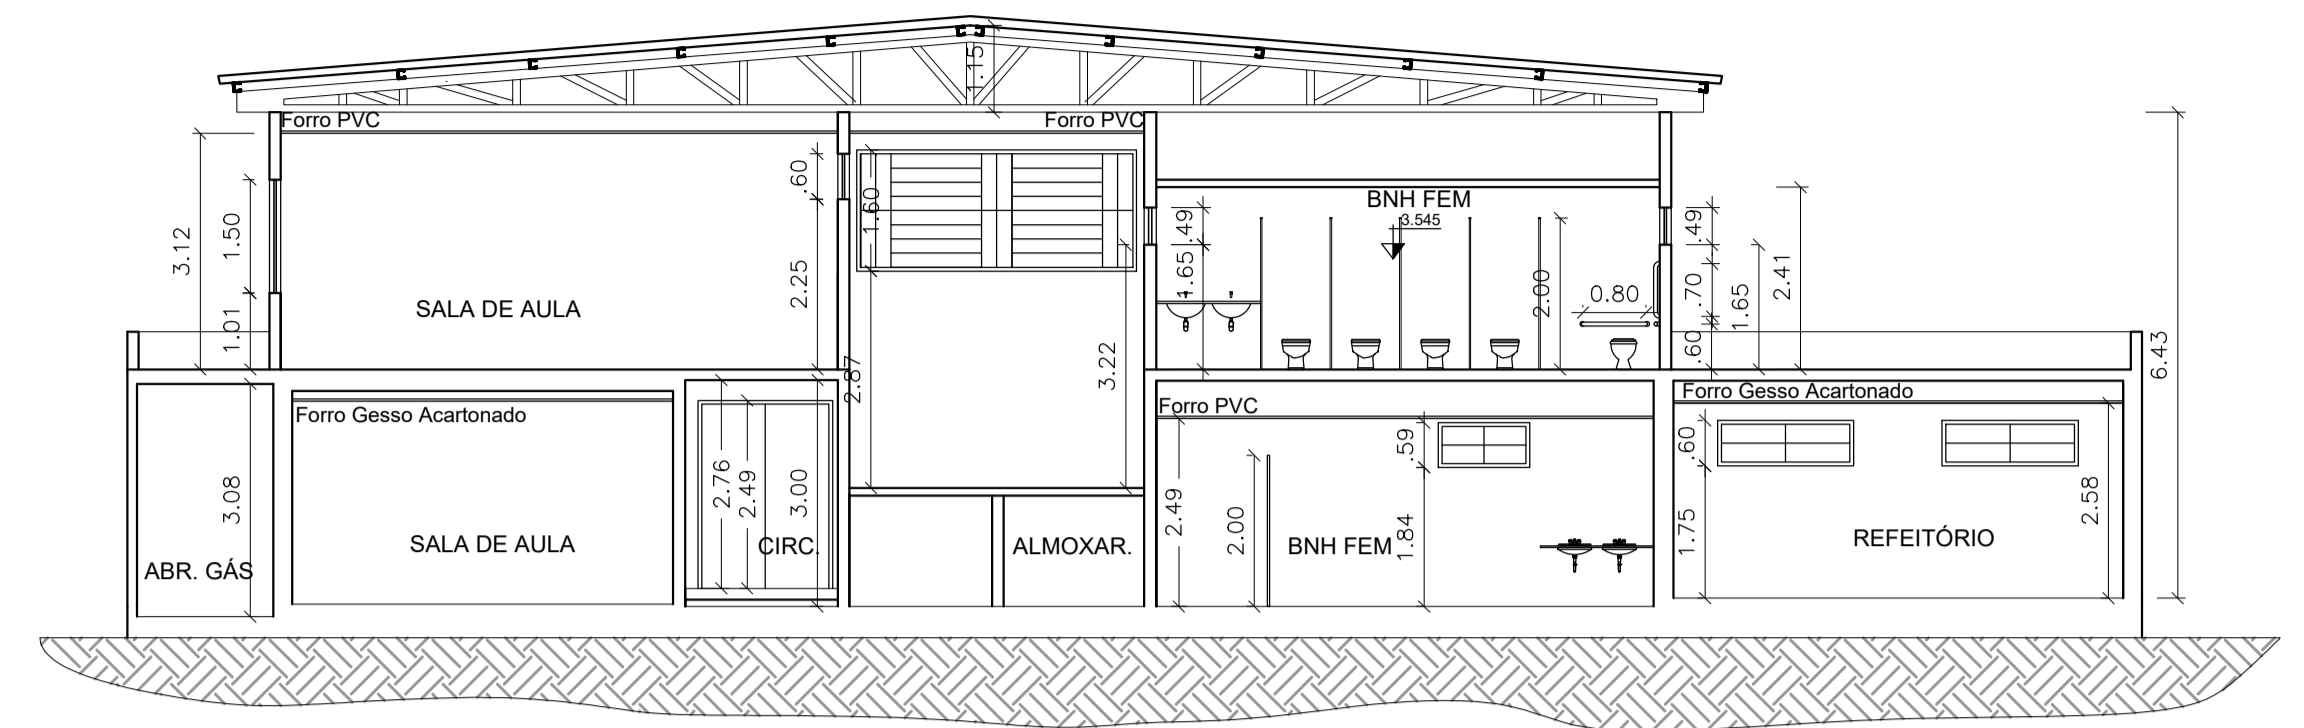 1.15
Forro PVC
Forro PVC
3.12
1.50
1.01
SALA DE AULA
.60
2.25
1.60
2.87
3.22
.49
1.65
BNH FEM
3.545
2.00
0.80
.49
.70
.60
1.65
2.41
6.43
3.08
ABR. GÁS
Forro Gesso Acartonado
SALA DE AULA
2.76
2.49
3.00
CIRC.
ALMOXAR.
Forro PVC
2.49
2.00
BNH FEM
.59
1.84
Forro Gesso Acartonado
.60
1.75
REFEITÓRIO
2.58